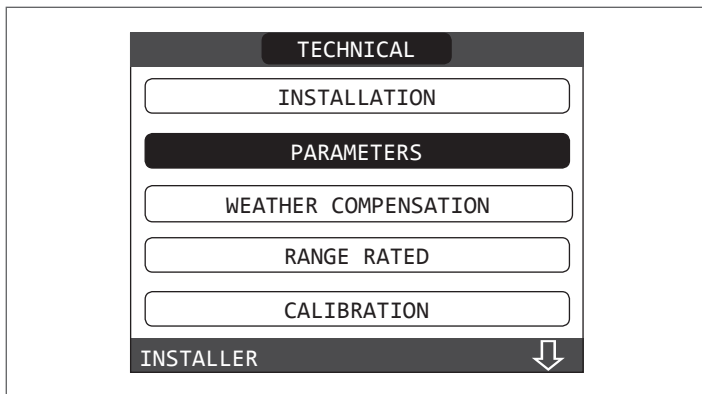 TECHNICAL
INSTALLATION
PARAMETERS
WEATHER COMPENSATION
RANGE RATED
CALIBRATION
INSTALLER